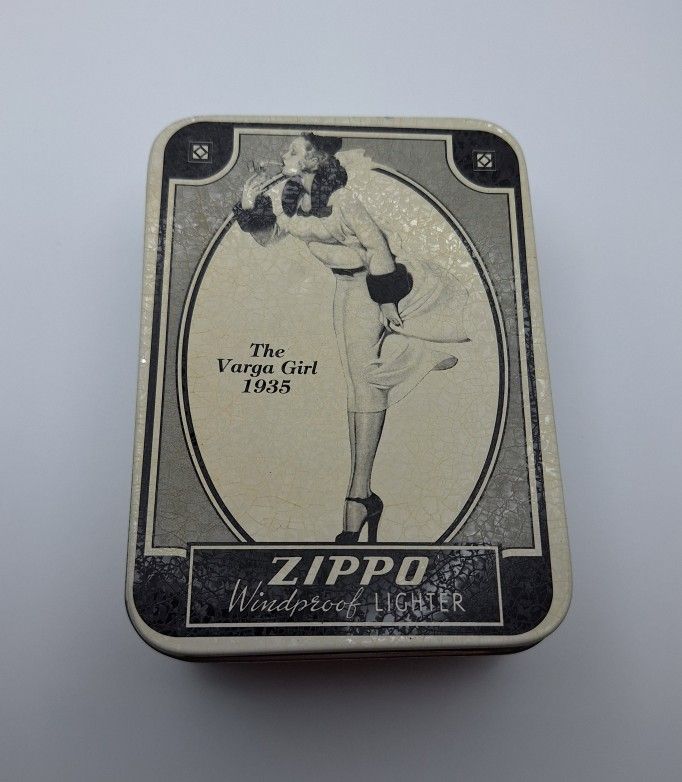 The
Varga Girl
1935
ZIPPO
Windproof LIGHTER